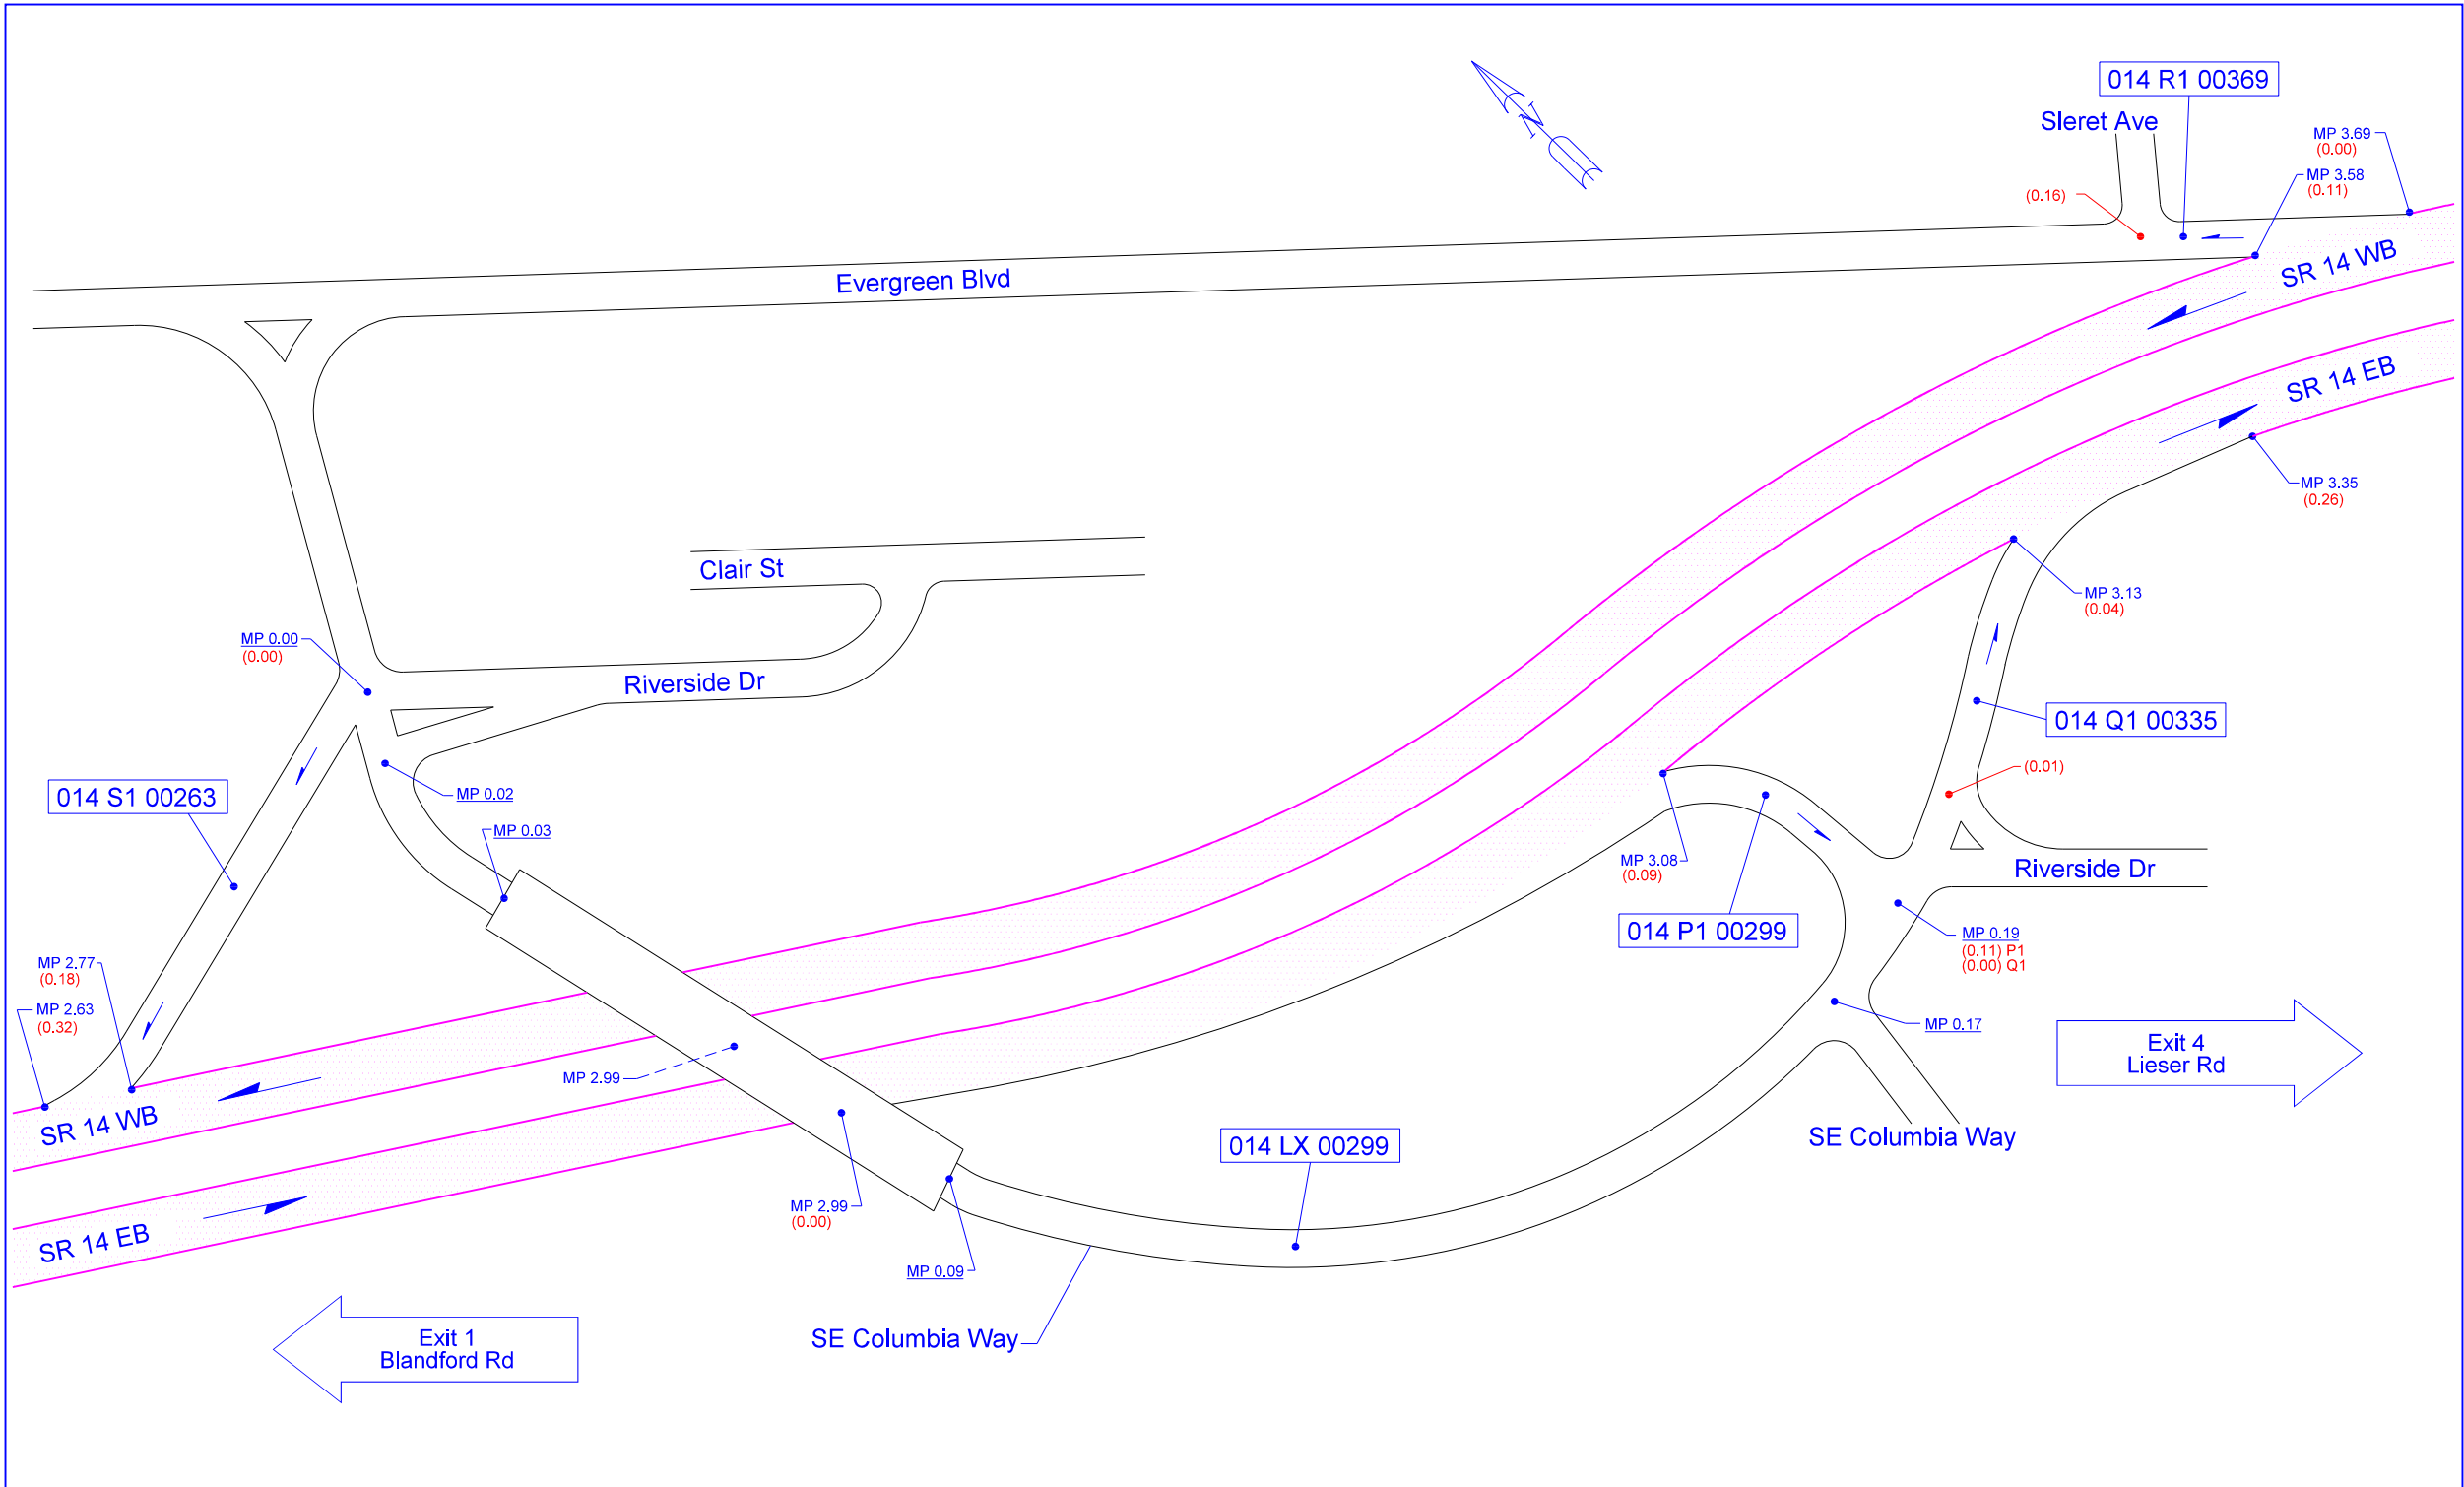 014 R1 00369
Sleret Ave
MP 3.69
(0.00)
MP 3.58
(0.11)
(0.16)
N
SR 14 WB
Evergreen Blvd
SR 14 EB
MP 3.35
(0.26)
Clair St
MP 3.13
(0.04)
MP 0.00
(0.00)
Riverside Dr
014 Q1 00335
(0.01)
014 S1 00263
MP 0.02
MP 0.03
MP 3.08
(0.09)
Riverside Dr
014 P1 00299
MP 0.19
(0.11) P1
(0.00) Q1
MP 2.77
(0.18)
MP 2.63
(0.32)
MP 0.17
Exit 4
Lieser Rd
MP 2.99
SR 14 WB
SE Columbia Way
014 LX 00299
MP 2.99
(0.00)
SR 14 EB
MP 0.09
SE Columbia Way
Exit 1
Blandford Rd